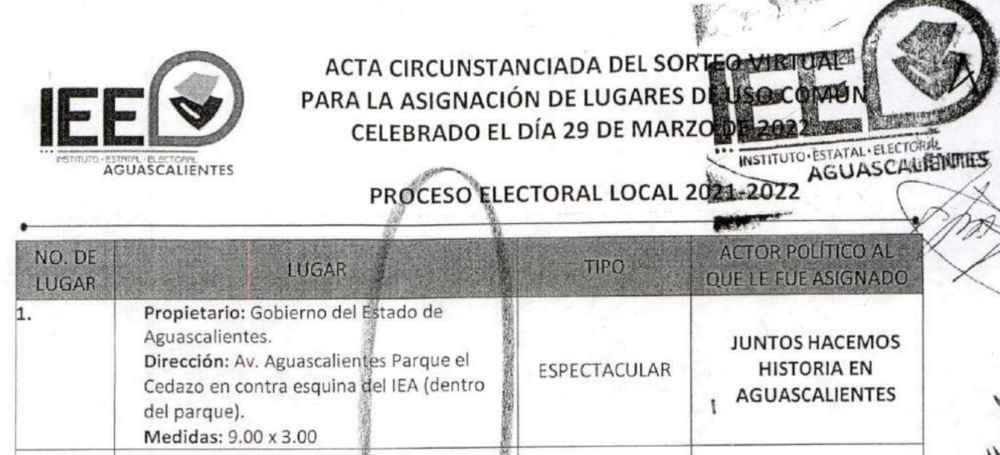 ACTA CIRCUNSTANCIADA DEL SORTEO VIRTUAL
PARA LA ASIGNACIÓN DE LUGARES DE USO COMÚN
CELEBRADO EL DÍA 29 DE MARZO DE 2022
IEE
INSTITUTO·ESTATAL·ELECTORAL
AGUASCALIENTES
IEE
INSTITUTO·ESTATAL·ELECTORAL
AGUASCALIENTES
PROCESO ELECTORAL LOCAL 2021-2022
NO. DE
LUGAR
LUGAR
TIPO
ACTOR POLÍTICO AL
QUE LE FUE ASIGNADO
1.
Propietario: Gobierno del Estado de
Aguascalientes.
Dirección: Av. Aguascalientes Parque el
Cedazo en contra esquina del IEA (dentro
del parque).
Medidas: 9.00 x 3.00
ESPECTACULAR
JUNTOS HACEMOS
HISTORIA EN
AGUASCALIENTES